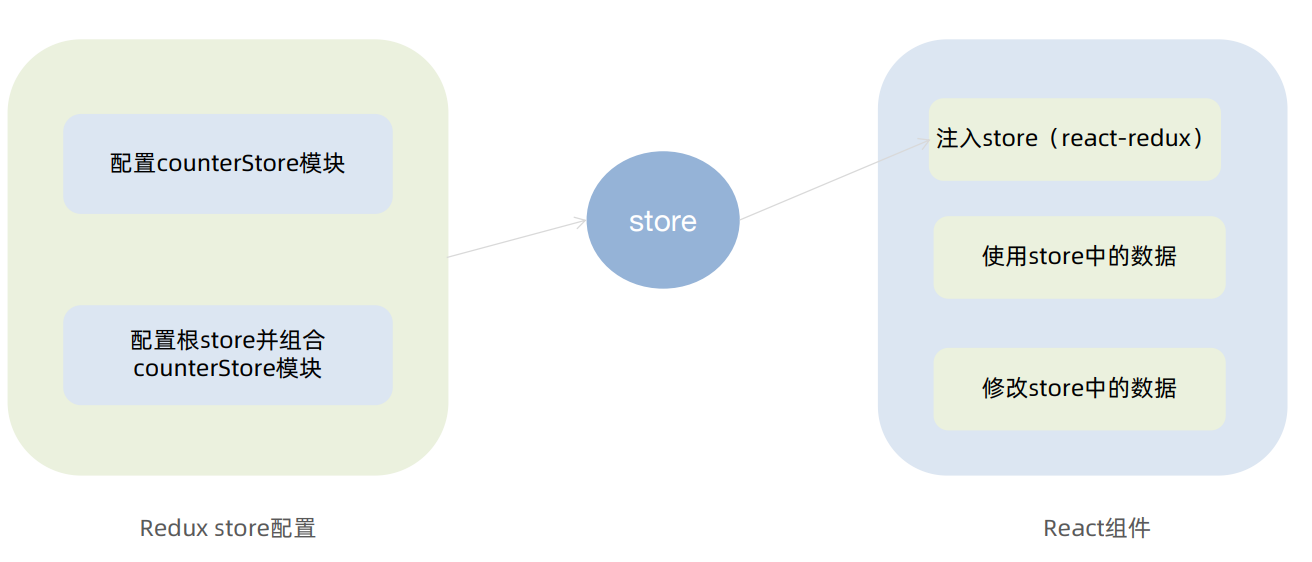 配置counterStore模块
配置根store并组合
counterStore模块
Redux store配置
store
注入store（react-redux）
使用store中的数据
修改store中的数据
React组件